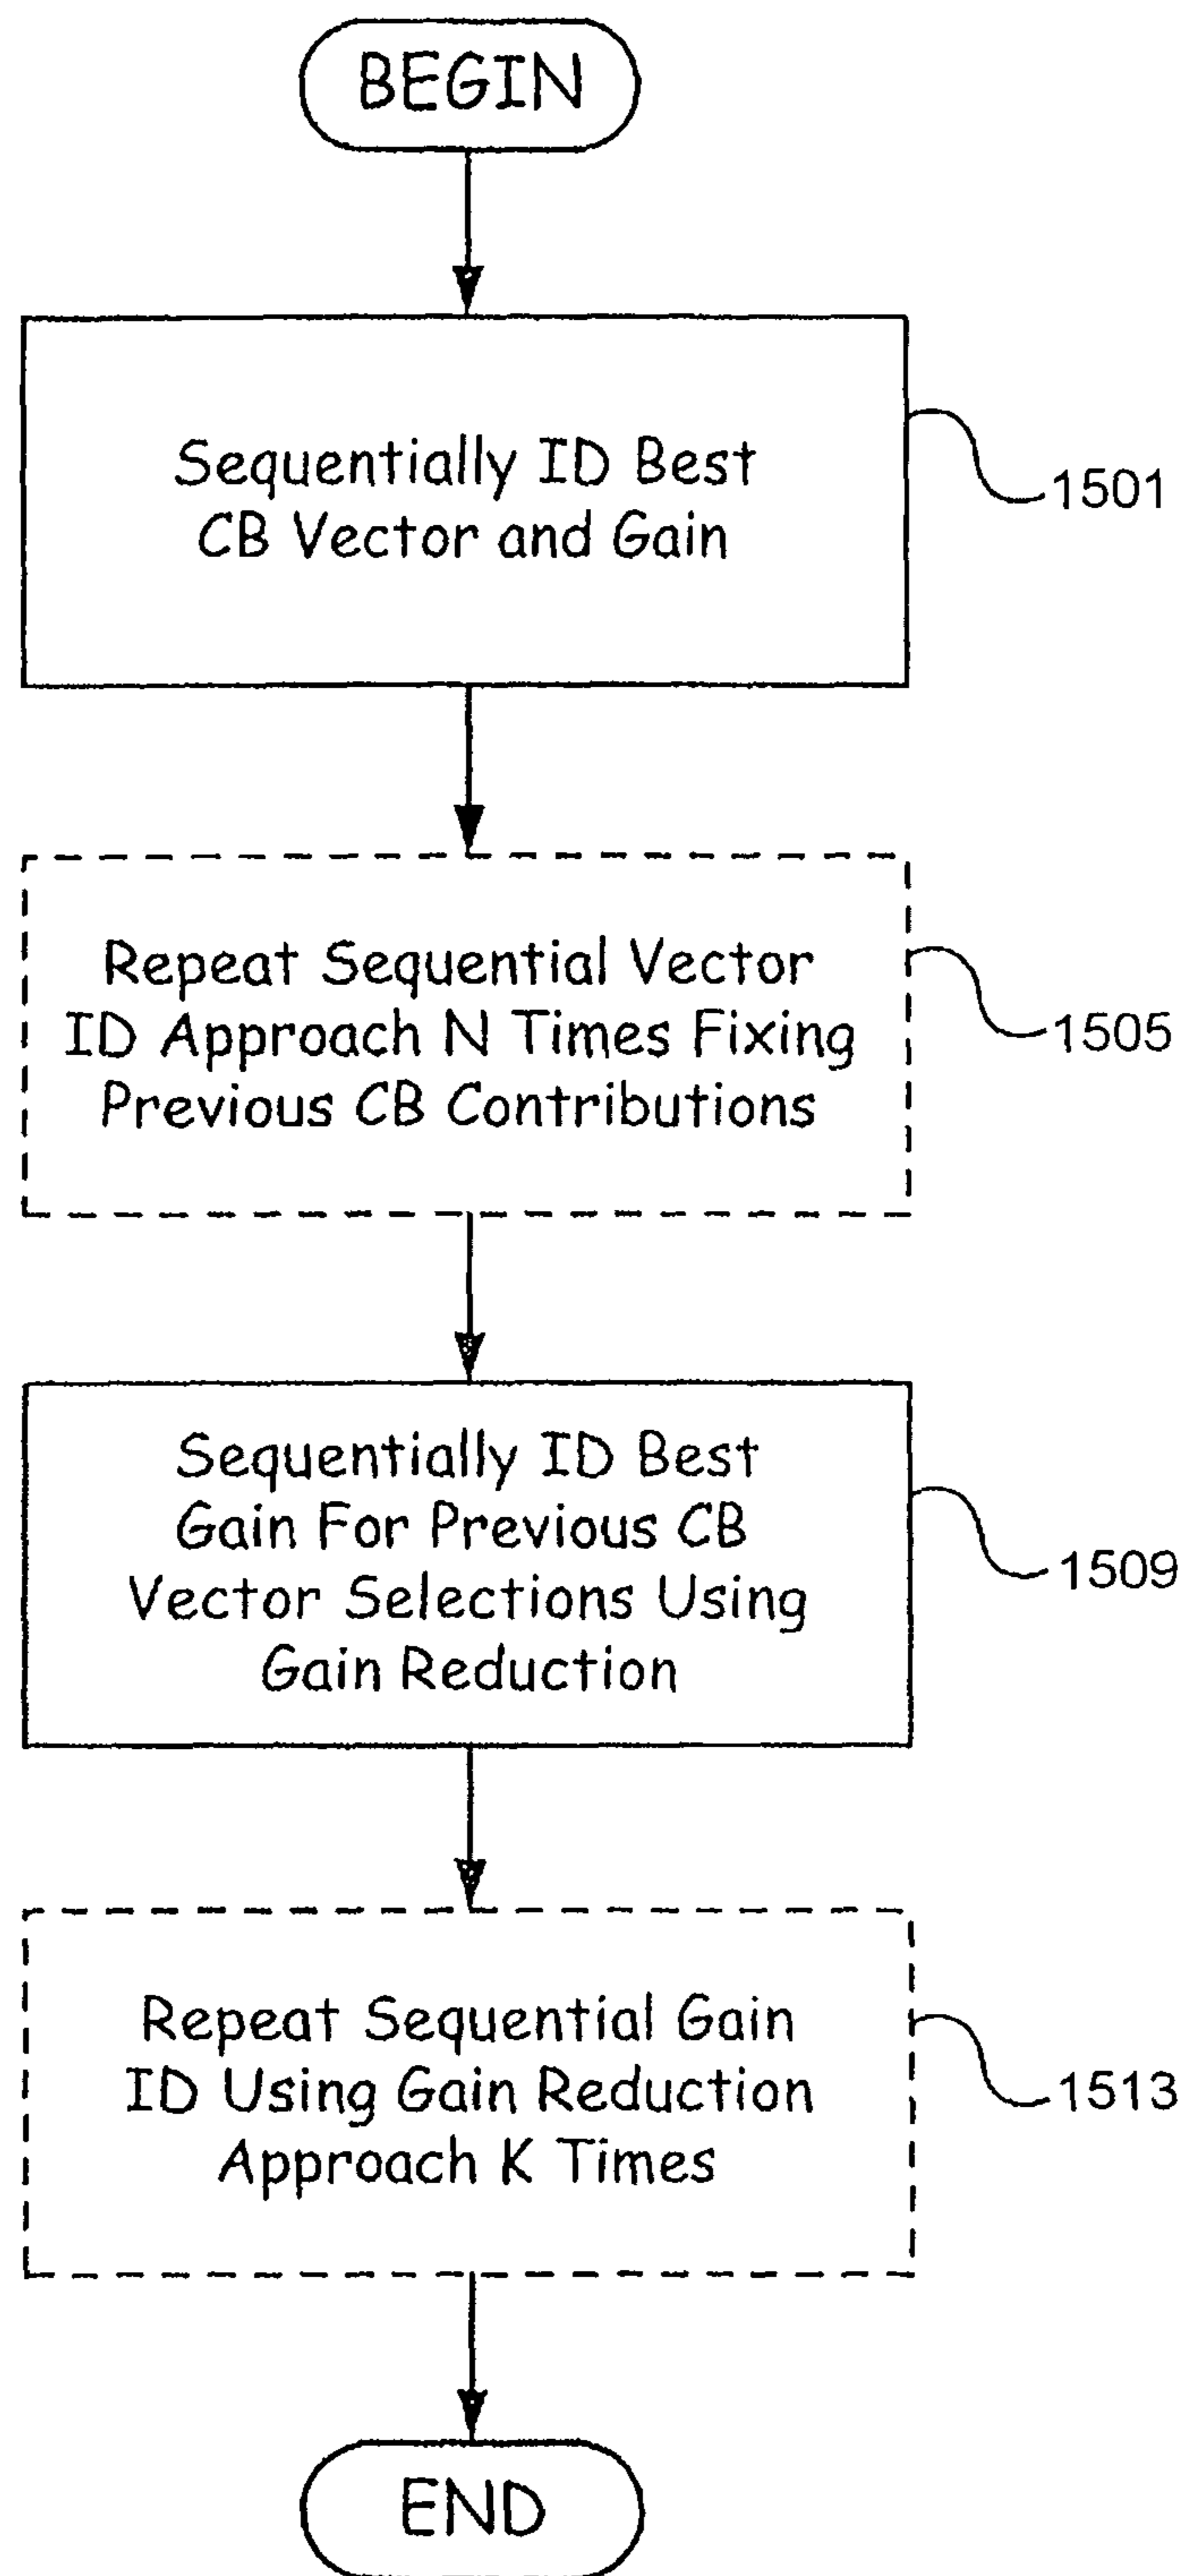 BEGIN
Sequentially ID Best
CB Vector and Gain
1501
Repeat Sequential Vector
ID Approach N Times Fixing
Previous CB Contributions
1505
Sequentially ID Best
Gain For Previous CB
Vector Selections Using
Gain Reduction
1509
Repeat Sequential Gain
ID Using Gain Reduction
Approach K Times
1513
END